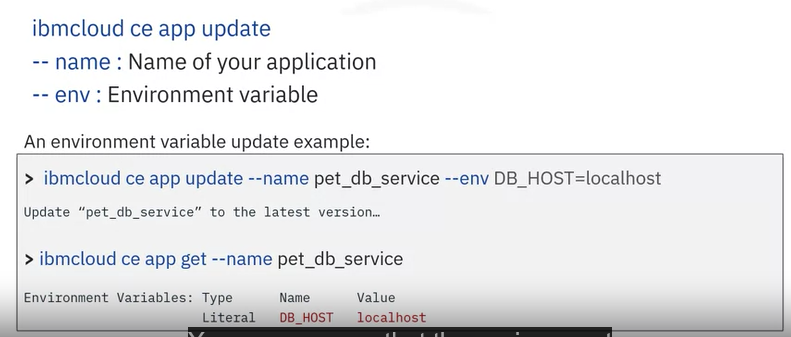 ibmcloud ce app update
-- name : Name of your application
-- env : Environment variable
An environment variable update example:
> ibmcloud ce app update --name pet_db_service --env DB_HOST=localhost
Update “pet_db_service” to the latest version…
> ibmcloud ce app get --name pet_db_service
Environment Variables: Type Name Value
Literal DB_HOST localhost